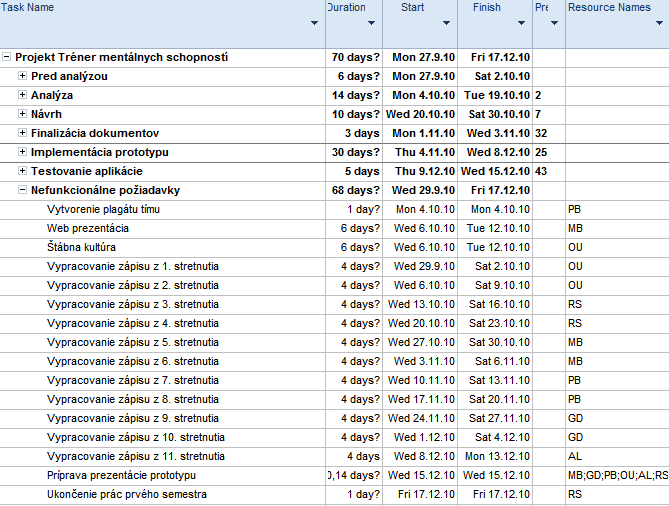 Task Name Duration Start Finish Pre Resource Names
Projekt Tréner mentálnych schopností 70 days? Mon 27.9.10 Fri 17.12.10
Pred analýzou 6 days? Mon 27.9.10 Sat 2.10.10
Analýza 14 days? Mon 4.10.10 Tue 19.10.10 2
Návrh 10 days? Wed 20.10.10 Sat 30.10.10 7
Finalizácia dokumentov 3 days Mon 1.11.10 Wed 3.11.10 32
Implementácia prototypu 30 days? Thu 4.11.10 Wed 8.12.10 25
Testovanie aplikácie 5 days Thu 9.12.10 Wed 15.12.10 43
Nefunkcionálne požiadavky 68 days? Wed 29.9.10 Fri 17.12.10
Vytvorenie plagátu tímu 1 day? Mon 4.10.10 Mon 4.10.10 PB
Web prezentácia 6 days? Wed 6.10.10 Tue 12.10.10 MB
Štábna kultúra 6 days? Wed 6.10.10 Tue 12.10.10 OU
Vypracovanie zápisu z 1. stretnutia 4 days? Wed 29.9.10 Sat 2.10.10 OU
Vypracovanie zápisu z 2. stretnutia 4 days? Wed 6.10.10 Sat 9.10.10 OU
Vypracovanie zápisu z 3. stretnutia 4 days? Wed 13.10.10 Sat 16.10.10 RS
Vypracovanie zápisu z 4. stretnutia 4 days? Wed 20.10.10 Sat 23.10.10 RS
Vypracovanie zápisu z 5. stretnutia 4 days? Wed 27.10.10 Sat 30.10.10 MB
Vypracovanie zápisu z 6. stretnutia 4 days? Wed 3.11.10 Sat 6.11.10 MB
Vypracovanie zápisu z 7. stretnutia 4 days? Wed 10.11.10 Sat 13.11.10 PB
Vypracovanie zápisu z 8. stretnutia 4 days? Wed 17.11.10 Sat 20.11.10 PB
Vypracovanie zápisu z 9. stretnutia 4 days? Wed 24.11.10 Sat 27.11.10 GD
Vypracovanie zápisu z 10. stretnutia 4 days? Wed 1.12.10 Sat 4.12.10 GD
Vypracovanie zápisu z 11. stretnutia 4 days Wed 8.12.10 Mon 13.12.10 AL
Príprava prezentácie prototypu 0,14 days? Wed 15.12.10 Wed 15.12.10 MB;GD;PB;OU;AL;RS
Ukončenie prác prvého semestra 1 day? Fri 17.12.10 Fri 17.12.10 RS